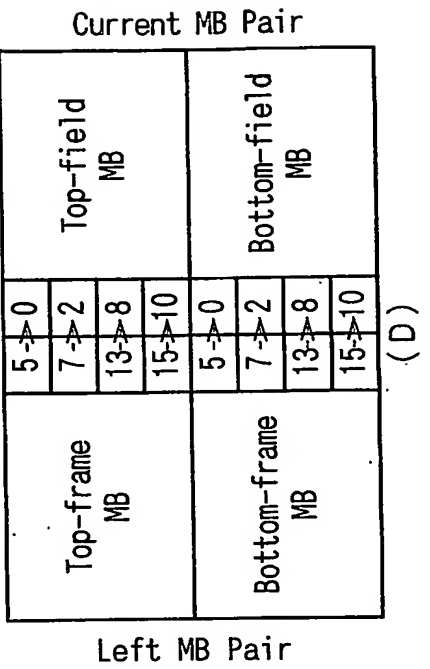 Current MB Pair
Top-field
MB
Bottom-field
MB
5->0
7->2
13->8
15->10
5->0
7->2
13->8
15->10
Top-frame
MB
Bottom-frame
MB
Left MB Pair
(D)